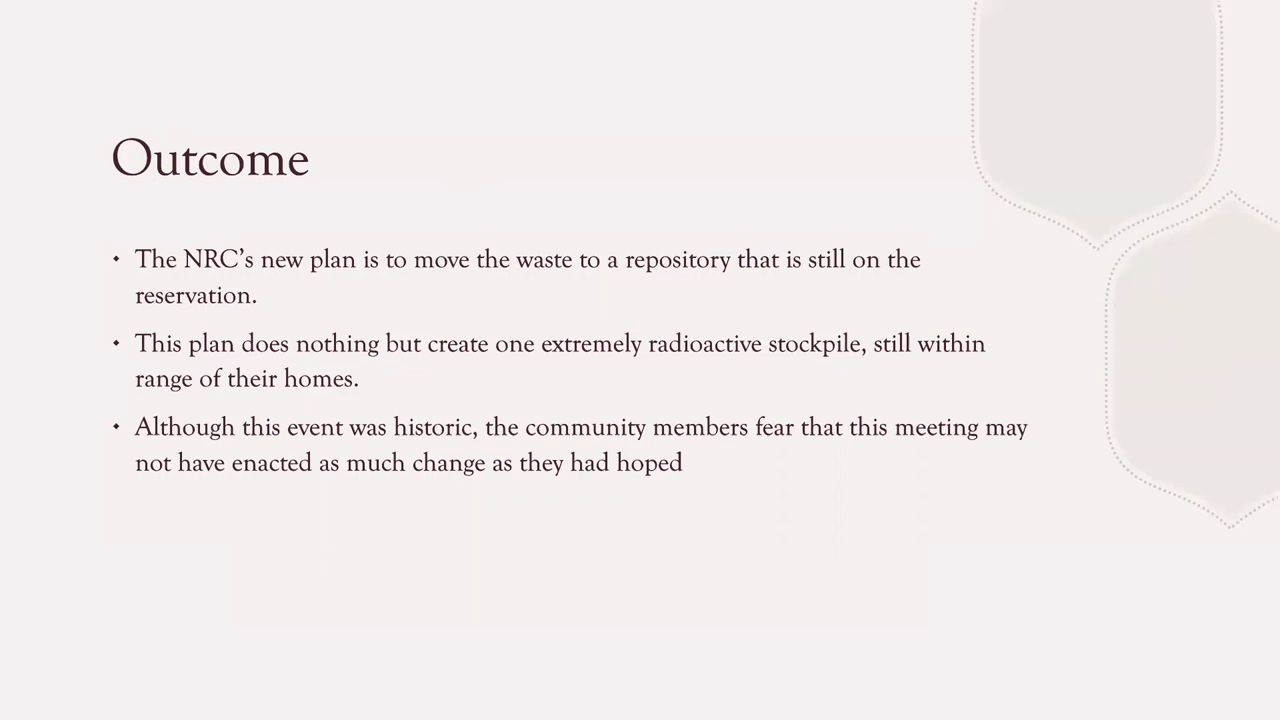 Outcome
• The NRC’s new plan is to move the waste to a repository that is still on the
reservation.
• This plan does nothing but create one extremely radioactive stockpile, still within
range of their homes.
• Although this event was historic, the community members fear that this meeting may
not have enacted as much change as they had hoped